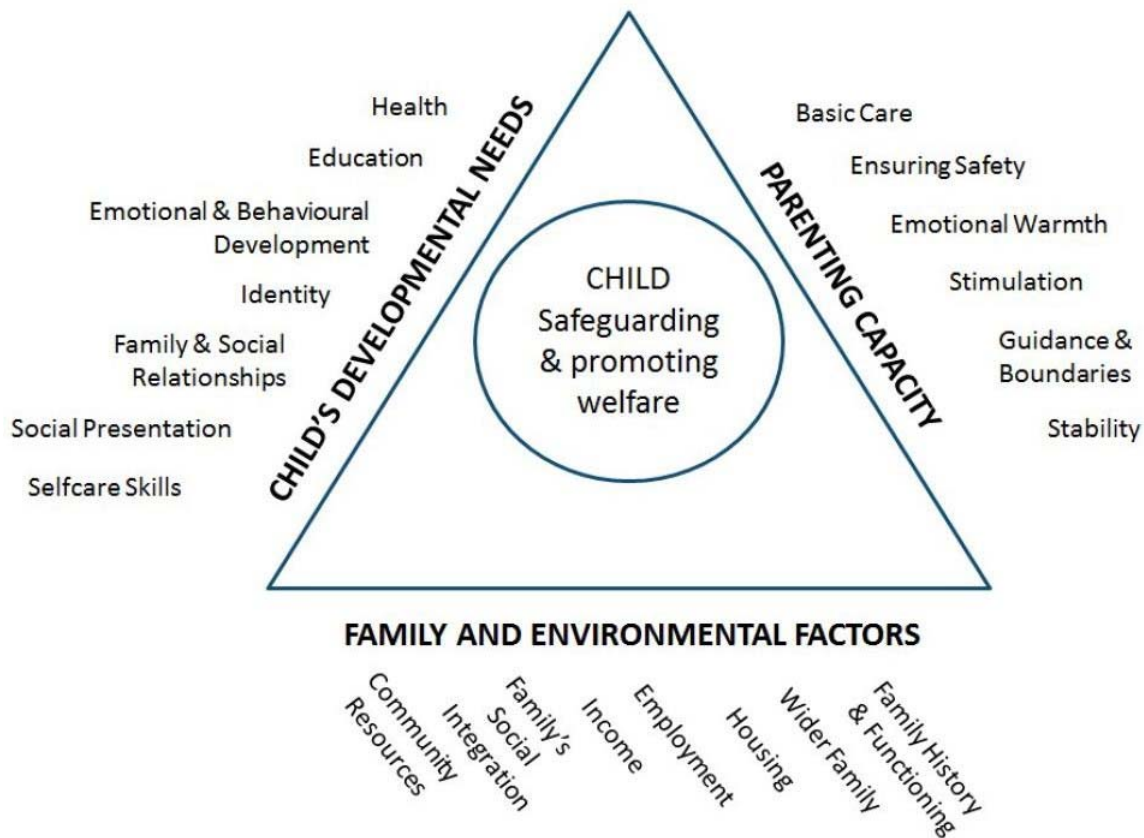 Health
Education
Emotional & Behavioural
Development
Identity
Family & Social
Relationships
Social Presentation
Selfcare Skills
CHILD'S DEVELOPMENTAL NEEDS
CHILD
Safeguarding
& promoting
welfare
PARENTING CAPACITY
Basic Care
Ensuring Safety
Emotional Warmth
Stimulation
Guidance &
Boundaries
Stability
FAMILY AND ENVIRONMENTAL FACTORS
Community
Resources
Family's
Social
Integration
Income
Employment
Housing
Wider Family
Family History
& Functioning